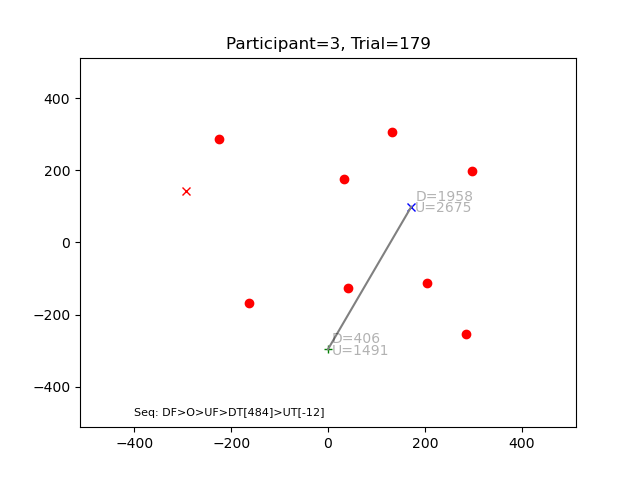 Participant=3, Trial=179
400
200
0
−200
−400
D=1958
U=2675
D=406
U=1491
Seq: DF>O>UF>DT[484]>UT[-12]
−400
−200
0
200
400